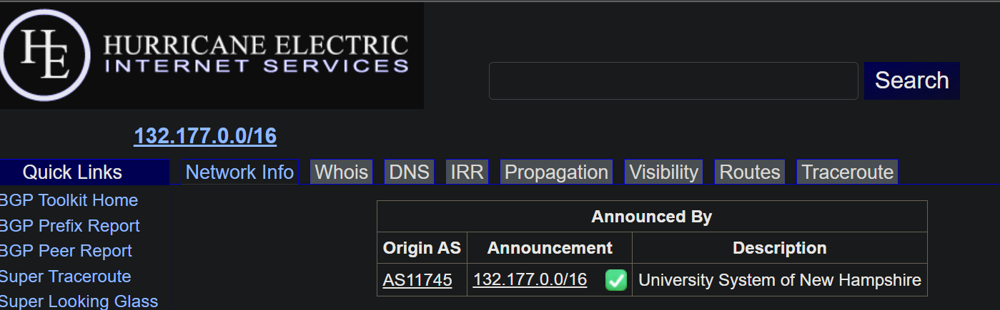 HE HURRICANE ELECTRIC
INTERNET SERVICES
Search
132.177.0.0/16
Quick Links
Network Info Whois DNS IRR Propagation Visibility Routes Traceroute
BGP Toolkit Home
BGP Prefix Report
BGP Peer Report
Super Traceroute
Super Looking Glass
Announced By
Origin AS Announcement Description
AS11745 132.177.0.0/16 University System of New Hampshire